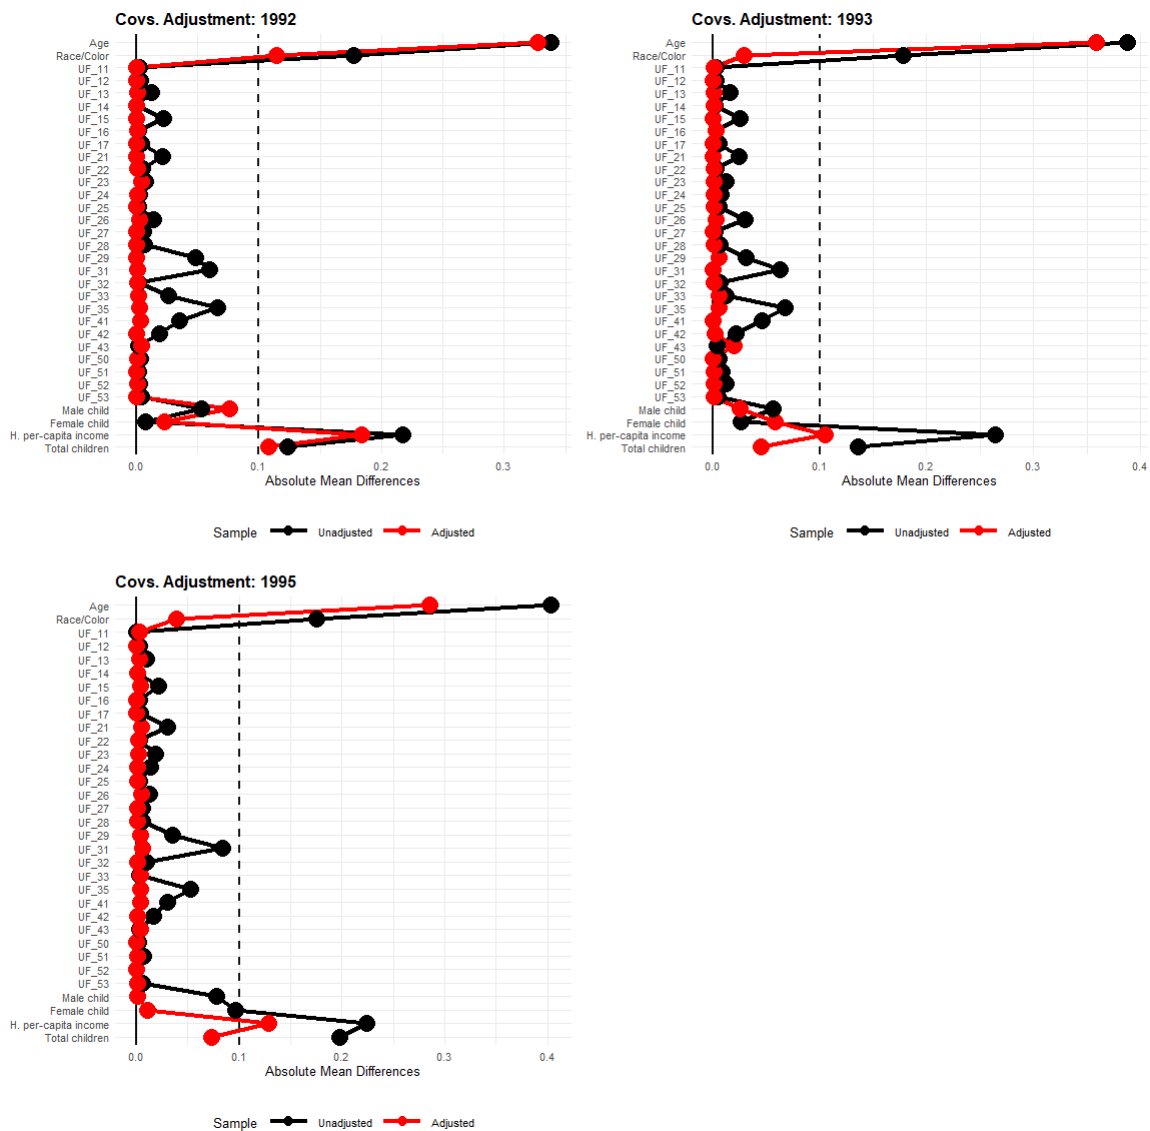 Covs. Adjustment: 1992
Age
Race/Color
UF_11
UF_12
UF_13
UF_14
UF_15
UF_16
UF_17
UF_21
UF_22
UF_23
UF_24
UF_25
UF_26
UF_27
UF_28
UF_29
UF_31
UF_32
UF_33
UF_35
UF_41
UF_42
UF_43
UF_50
UF_51
UF_52
UF_53
Male child
Female child
H. per-capita income
Total children
0.0 0.1 0.2 0.3
Absolute Mean Differences
Sample Unadjusted Adjusted
Covs. Adjustment: 1993
Age
Race/Color
UF_11
UF_12
UF_13
UF_14
UF_15
UF_16
UF_17
UF_21
UF_22
UF_23
UF_24
UF_25
UF_26
UF_27
UF_28
UF_29
UF_31
UF_32
UF_33
UF_35
UF_41
UF_42
UF_43
UF_50
UF_51
UF_52
UF_53
Male child
Female child
H. per-capita income
Total children
0.0 0.1 0.2 0.3 0.4
Absolute Mean Differences
Sample Unadjusted Adjusted
Covs. Adjustment: 1995
Age
Race/Color
UF_11
UF_12
UF_13
UF_14
UF_15
UF_16
UF_17
UF_21
UF_22
UF_23
UF_24
UF_25
UF_26
UF_27
UF_28
UF_29
UF_31
UF_32
UF_33
UF_35
UF_41
UF_42
UF_43
UF_50
UF_51
UF_52
UF_53
Male child
Female child
H. per-capita income
Total children
0.0 0.1 0.2 0.3 0.4
Absolute Mean Differences
Sample Unadjusted Adjusted